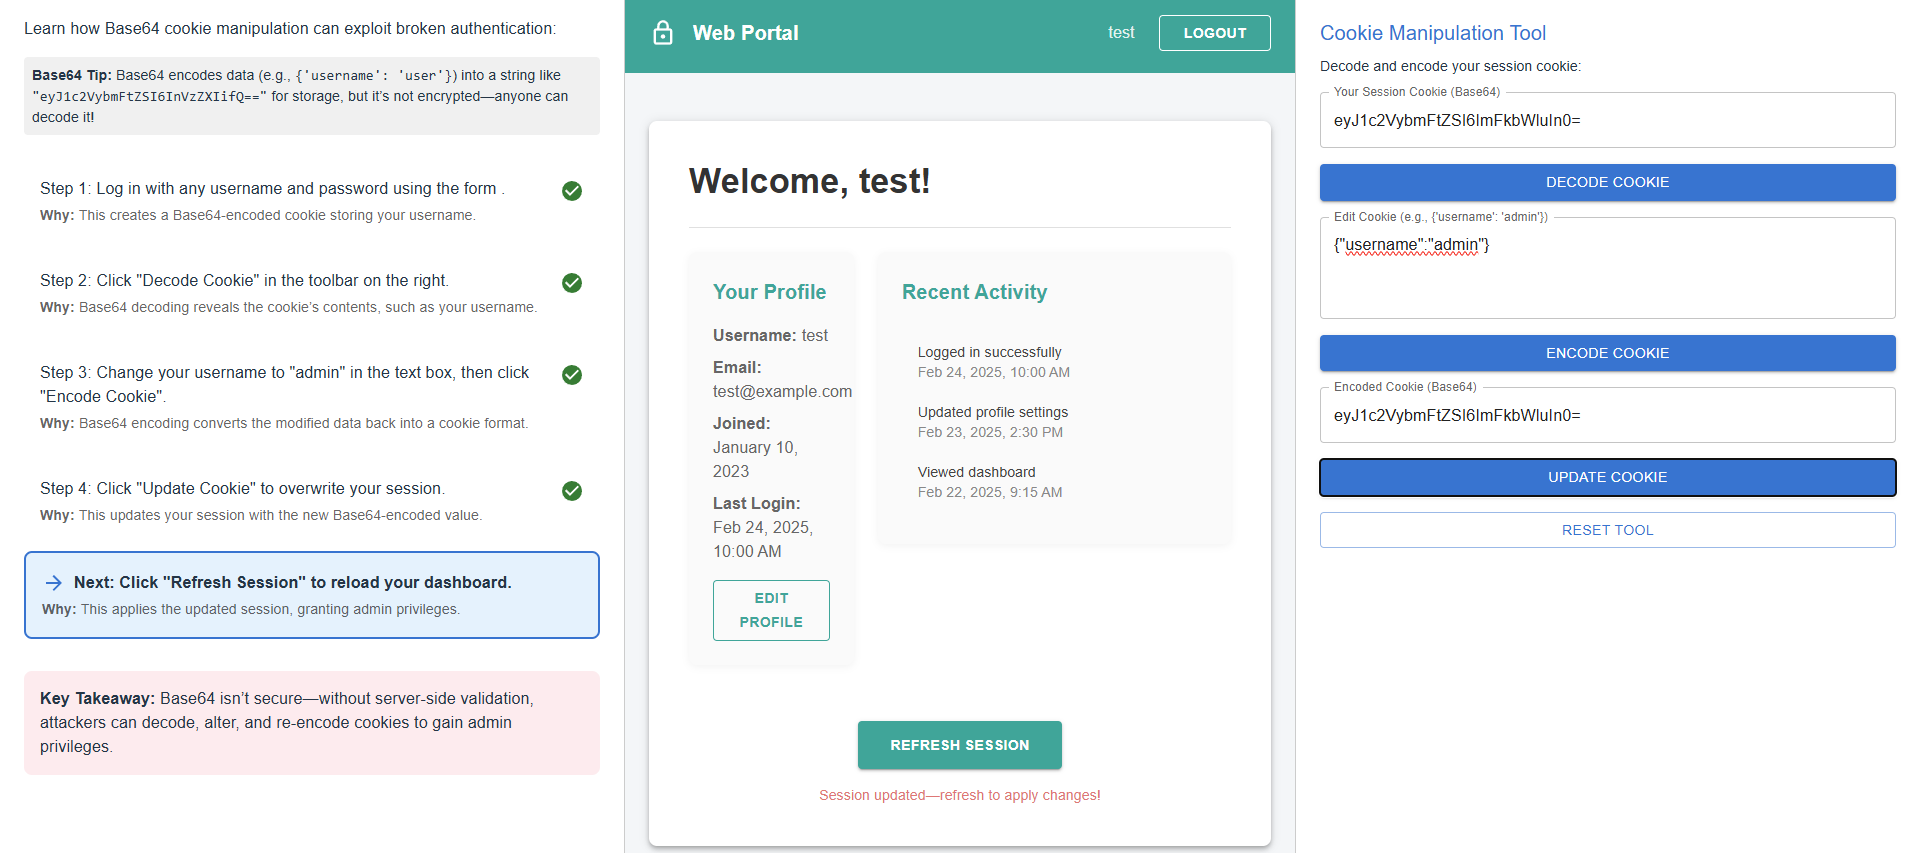 Learn how Base64 cookie manipulation can exploit broken authentication:
Base64 Tip: Base64 encodes data (e.g., {'username': 'user'}) into a string like
"eyJ1c2VybmFtZSI6InVzZXIifQ==" for storage, but it’s not encrypted—anyone can
decode it!
Step 1: Log in with any username and password using the form .
Why: This creates a Base64-encoded cookie storing your username.
Step 2: Click "Decode Cookie" in the toolbar on the right.
Why: Base64 decoding reveals the cookie’s contents, such as your username.
Step 3: Change your username to "admin" in the text box, then click
"Encode Cookie".
Why: Base64 encoding converts the modified data back into a cookie format.
Step 4: Click "Update Cookie" to overwrite your session.
Why: This updates your session with the new Base64-encoded value.
Next: Click "Refresh Session" to reload your dashboard.
Why: This applies the updated session, granting admin privileges.
Key Takeaway: Base64 isn’t secure—without server-side validation,
attackers can decode, alter, and re-encode cookies to gain admin
privileges.
Web Portal
test
LOGOUT
Welcome, test!
Your Profile
Username: test
Email:
test@example.com
Joined:
January 10,
2023
Last Login:
Feb 24, 2025,
10:00 AM
EDIT
PROFILE
Recent Activity
Logged in successfully
Feb 24, 2025, 10:00 AM
Updated profile settings
Feb 23, 2025, 2:30 PM
Viewed dashboard
Feb 22, 2025, 9:15 AM
REFRESH SESSION
Session updated—refresh to apply changes!
Cookie Manipulation Tool
Decode and encode your session cookie:
Your Session Cookie (Base64)
eyJ1c2VybmFtZSI6ImFkbWluIn0=
DECODE COOKIE
Edit Cookie (e.g., {'username': 'admin'})
{"username":"admin"}
ENCODE COOKIE
Encoded Cookie (Base64)
eyJ1c2VybmFtZSI6ImFkbWluIn0=
UPDATE COOKIE
RESET TOOL